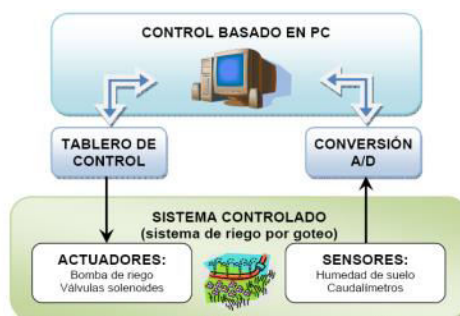 CONTROL BASADO EN PC
TABLERO DE
CONTROL
CONVERSIÓN
A/D
SISTEMA CONTROLADO
(sistema de riego por goteo)
ACTUADORES:
Bomba de riego
Válvulas solenoides
SENSORES:
Humedad de suelo
Caudalímetros